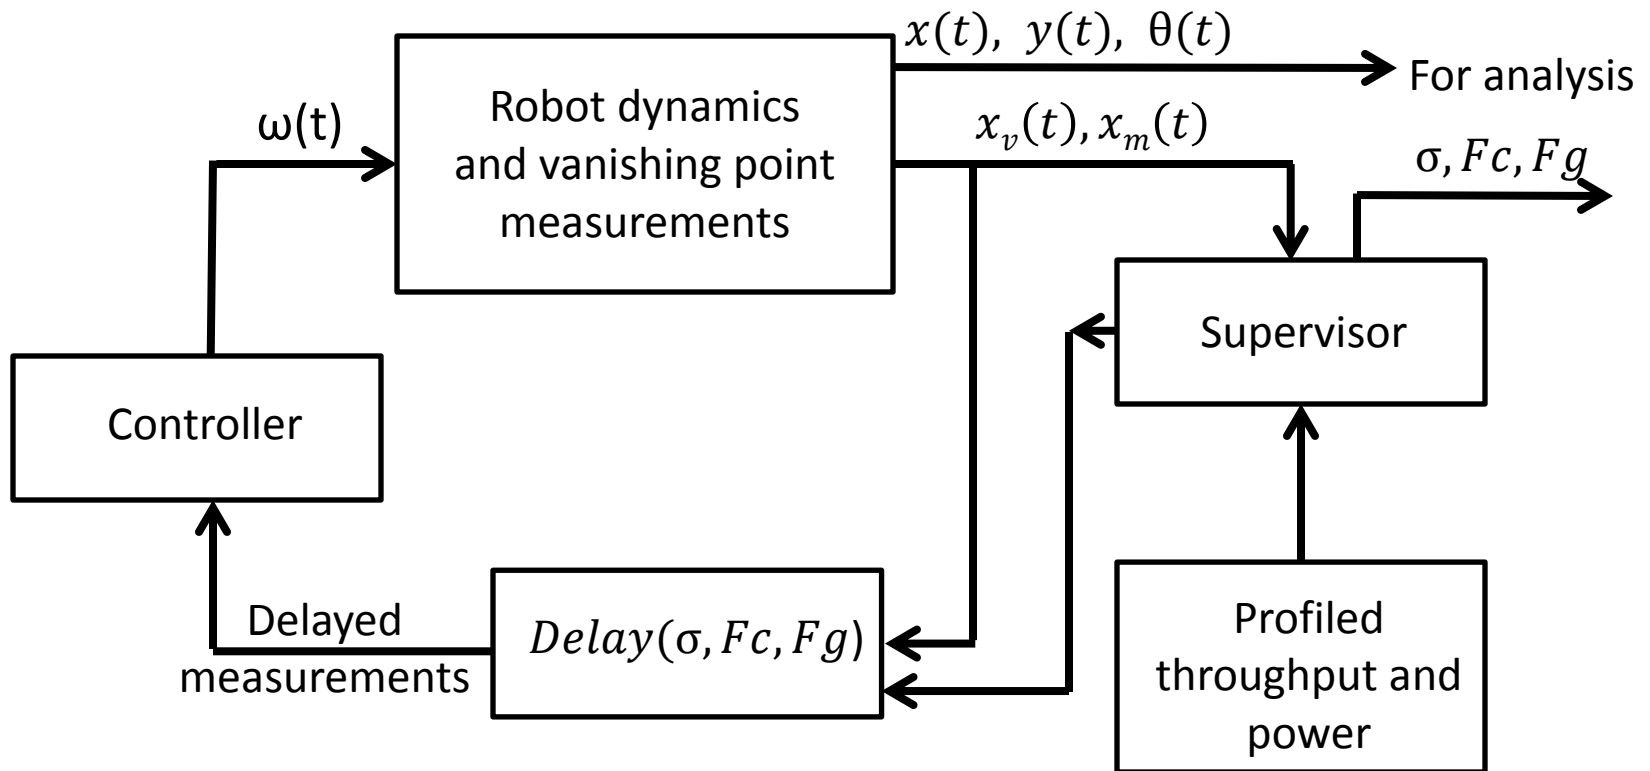 x(t), y(t), θ(t)
For analysis
ω(t)
Robot dynamics
and vanishing point
measurements
x_v(t), x_m(t)
σ, Fc, Fg
Supervisor
Controller
Delayed
measurements
Delay(σ, Fc, Fg)
Profiled
throughput and
power